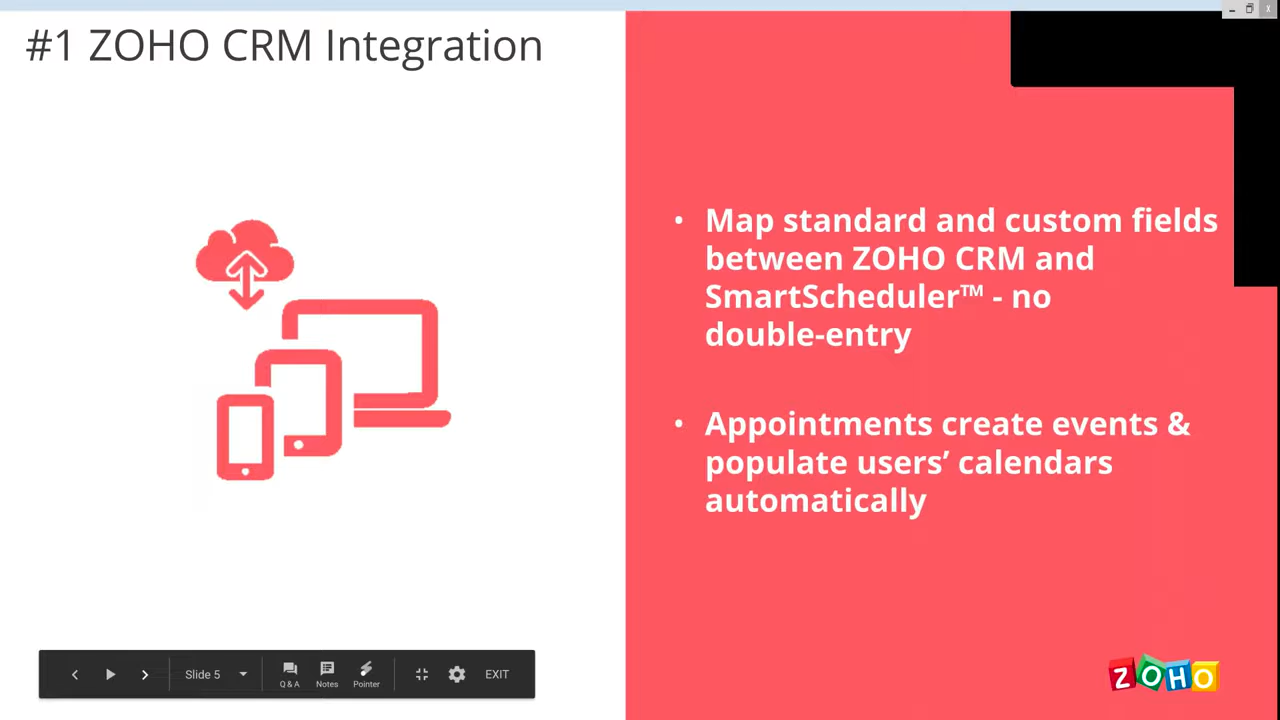 #1 ZOHO CRM Integration
• Map standard and custom fields
between ZOHO CRM and
SmartScheduler™ - no
double-entry
• Appointments create events &
populate users’ calendars
automatically
Slide 5
Q & A
Notes
Pointer
EXIT
ZOHO